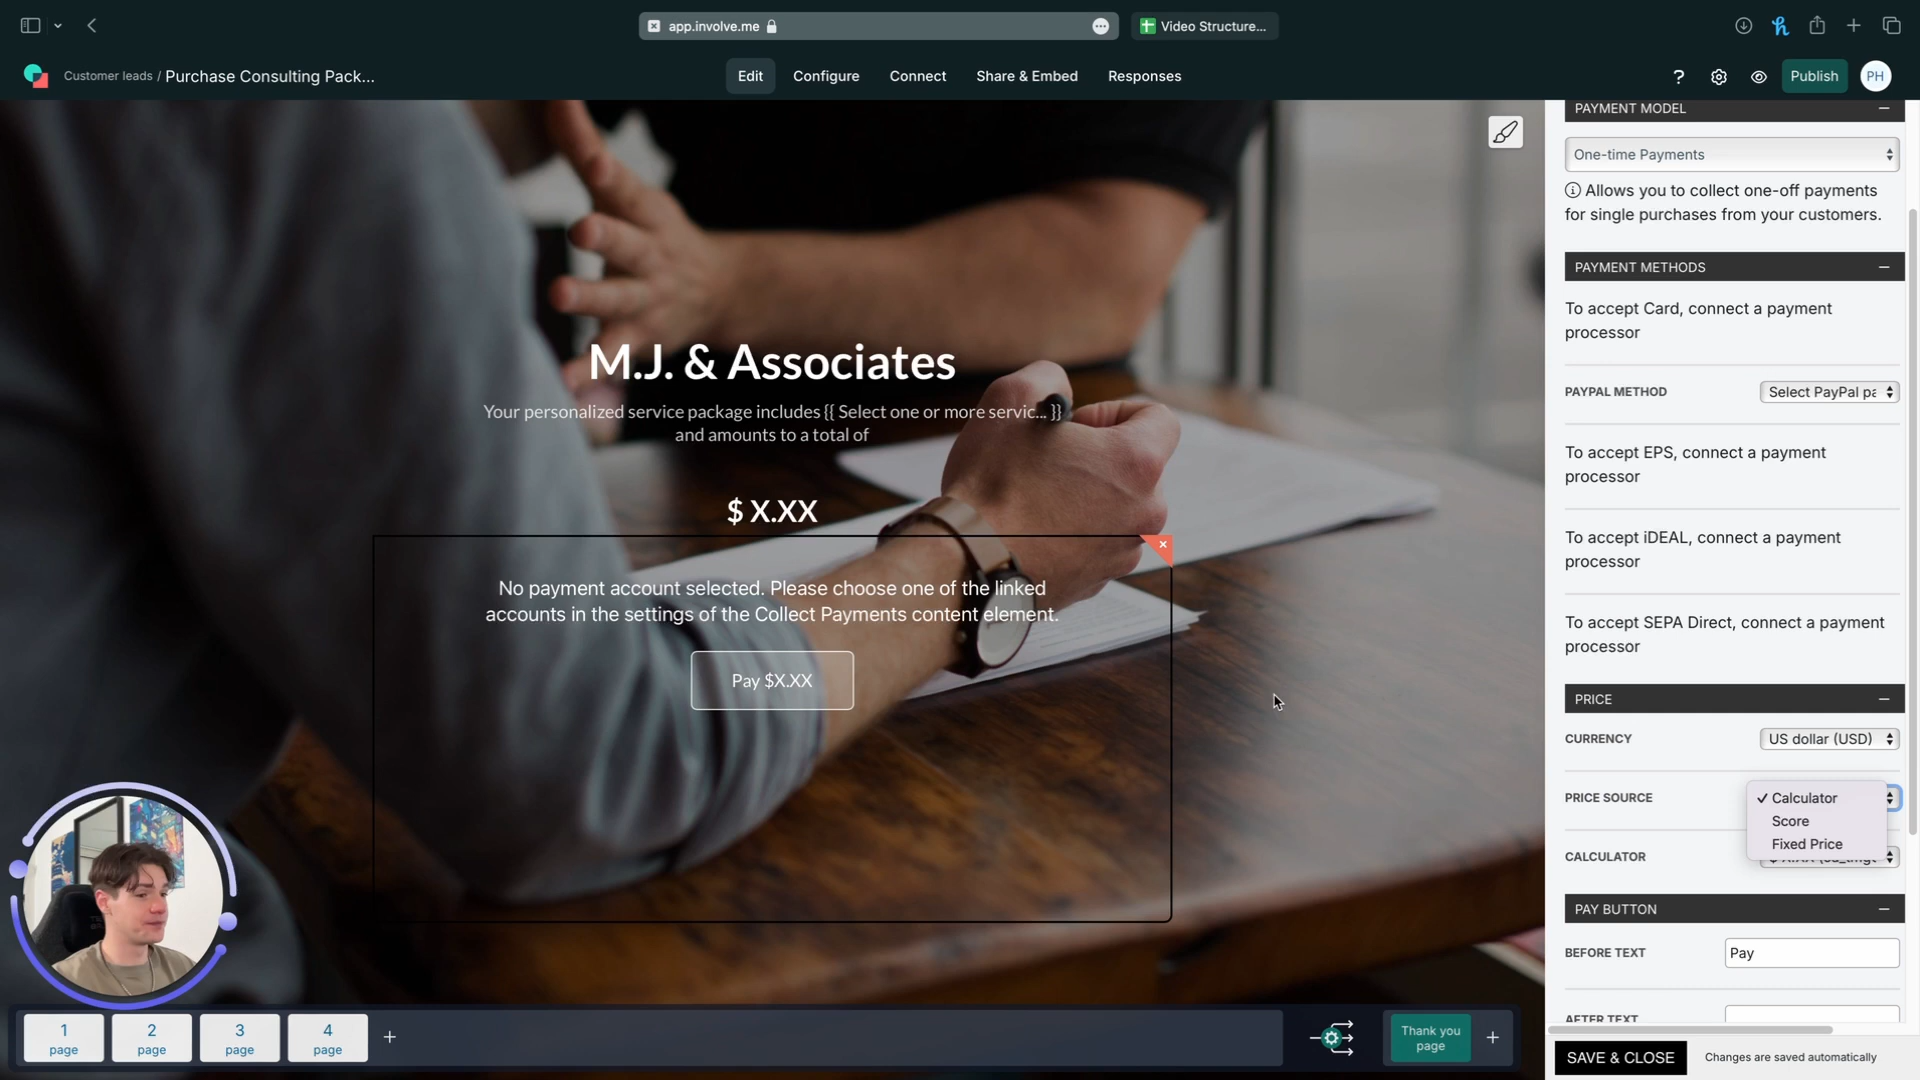 app.involve.me
Video Structure...
Customer leads / Purchase Consulting Pack...
Edit
Configure
Connect
Share & Embed
Responses
?
Publish
PH
PAYMENT MODEL
One-time Payments
Allows you to collect one-off payments
for single purchases from your customers.
PAYMENT METHODS
To accept Card, connect a payment
processor
PAYPAL METHOD
Select PayPal pa
To accept EPS, connect a payment
processor
To accept iDEAL, connect a payment
processor
To accept SEPA Direct, connect a payment
processor
PRICE
CURRENCY
US dollar (USD)
PRICE SOURCE
✓ Calculator
Score
Fixed Price
CALCULATOR
PAY BUTTON
BEFORE TEXT
Pay
AFTER TEXT
SAVE & CLOSE
Changes are saved automatically
M.J. & Associates
Your personalized service package includes {{ Select one or more servic... }}
and amounts to a total of
$ X.XX
No payment account selected. Please choose one of the linked
accounts in the settings of the Collect Payments content element.
Pay $X.XX
1
page
2
page
3
page
4
page
+
Thank you
page
+